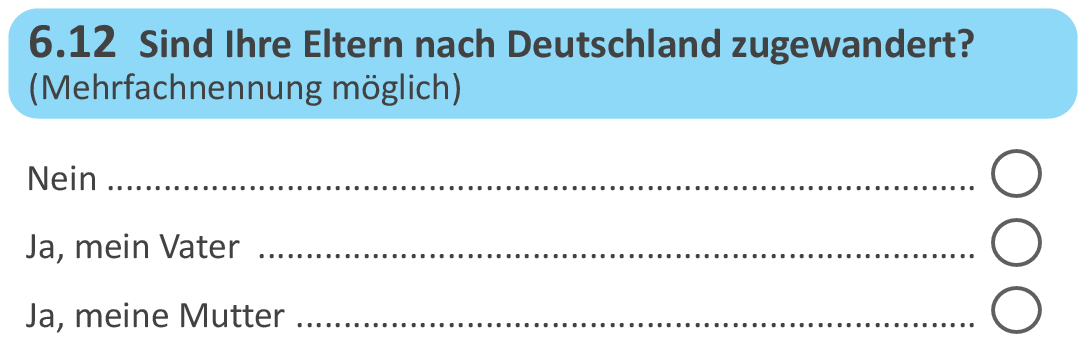 6.12 Sind Ihre Eltern nach Deutschland zugewandert?
(Mehrfachnennung möglich)
Nein ..........................................................................
Ja, mein Vater .............................................................
Ja, meine Mutter ..........................................................